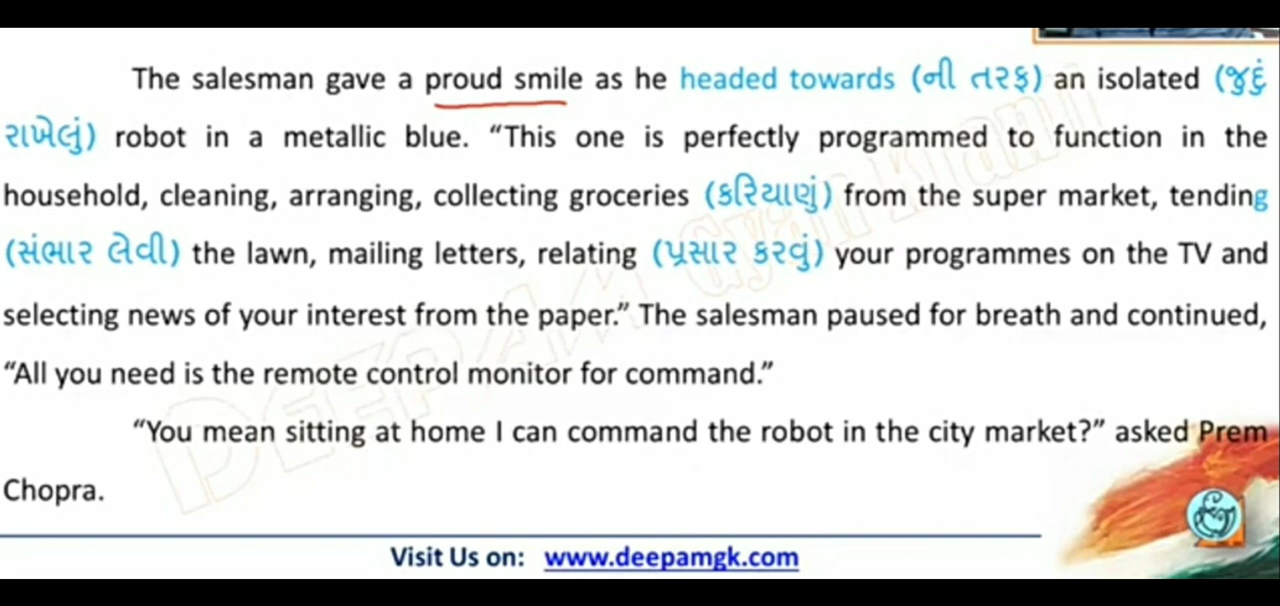 The salesman gave a proud smile as he headed towards (ની તરફ) an isolated (જુદું
રાખેલું) robot in a metallic blue. “This one is perfectly programmed to function in the
household, cleaning, arranging, collecting groceries (કરિયાણું) from the super market, tending
(સંભાર લેવી) the lawn, mailing letters, relating (પ્રસાર કરવું) your programmes on the TV and
selecting news of your interest from the paper.” The salesman paused for breath and continued,
“All you need is the remote control monitor for command.”
“You mean sitting at home I can command the robot in the city market?” asked Prem
Chopra.
DEEPAM Gyan Kranti
Visit Us on: www.deepamgk.com